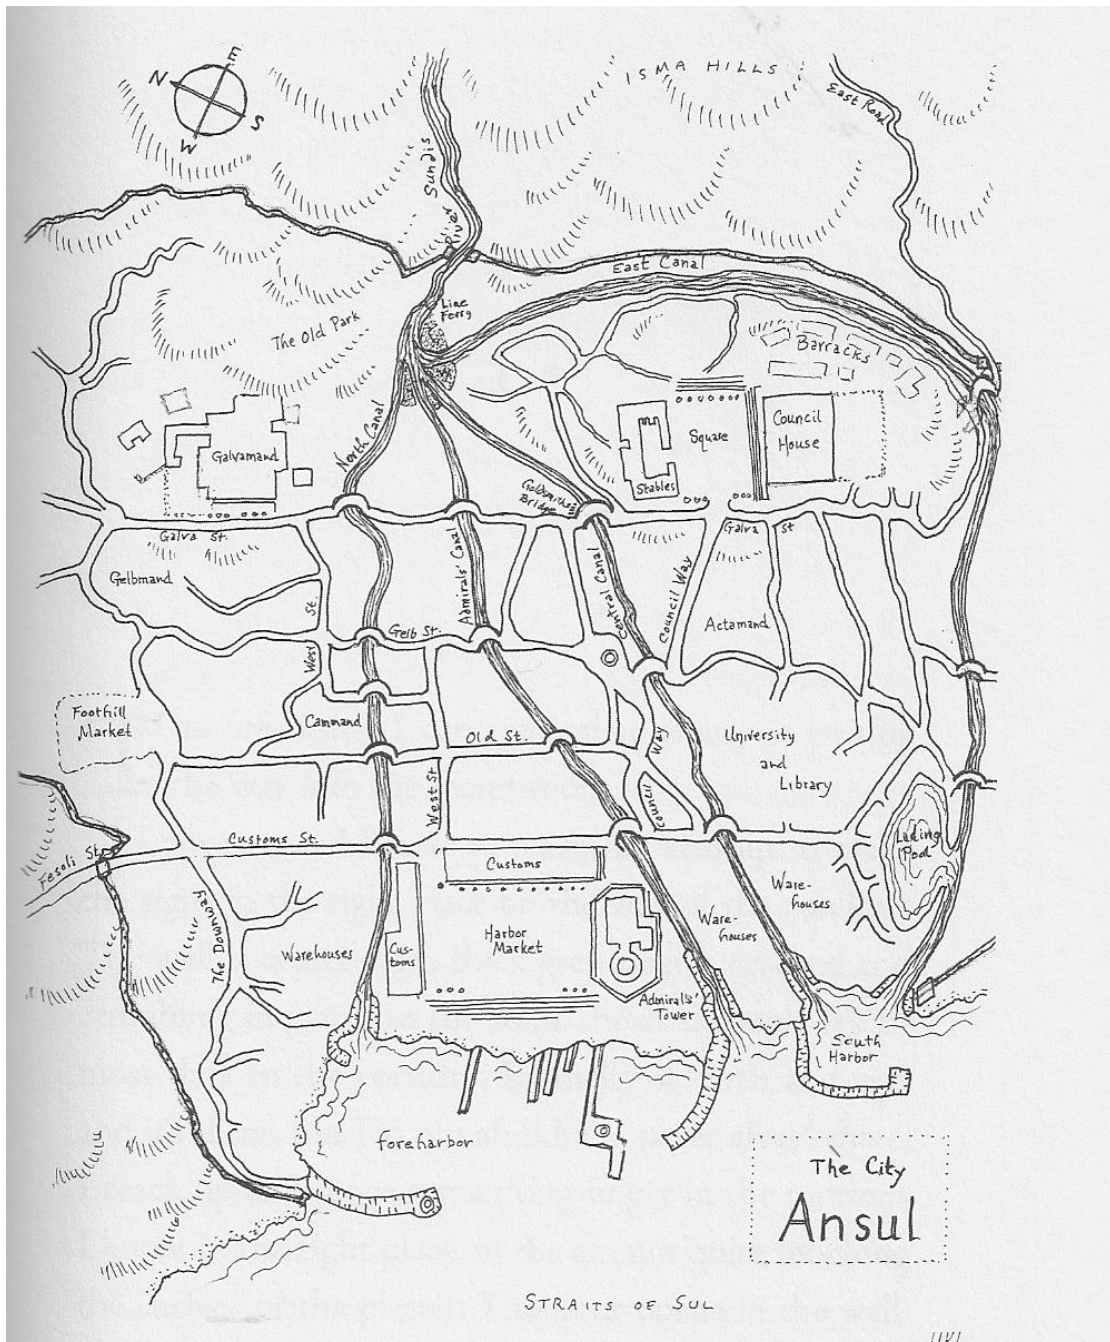 ISMA HILLS
E
N
S
W
East Road
Sundis
River
East Canal
Line
Ferry
The Old Park
Barracks
Council
House
Square
Galvamand
North Canal
Stables
Goldsmiths
Bridge
Galva St.
Galva St
Gelbmand
Admirals' Canal
Central Canal
Council Way
Actamand
West St.
Gelb St.
Foothill
Market
Cammand
Old St.
Council Way
University
and
Library
West St
Customs St.
Fesoli St.
Customs
Lading
Pool
Ware-
houses
The Downway
Warehouses
Cus-
toms
Harbor
Market
Ware-
houses
Admirals'
Tower
South
Harbor
Foreharbor
The City
Ansul
STRAITS OF SUL